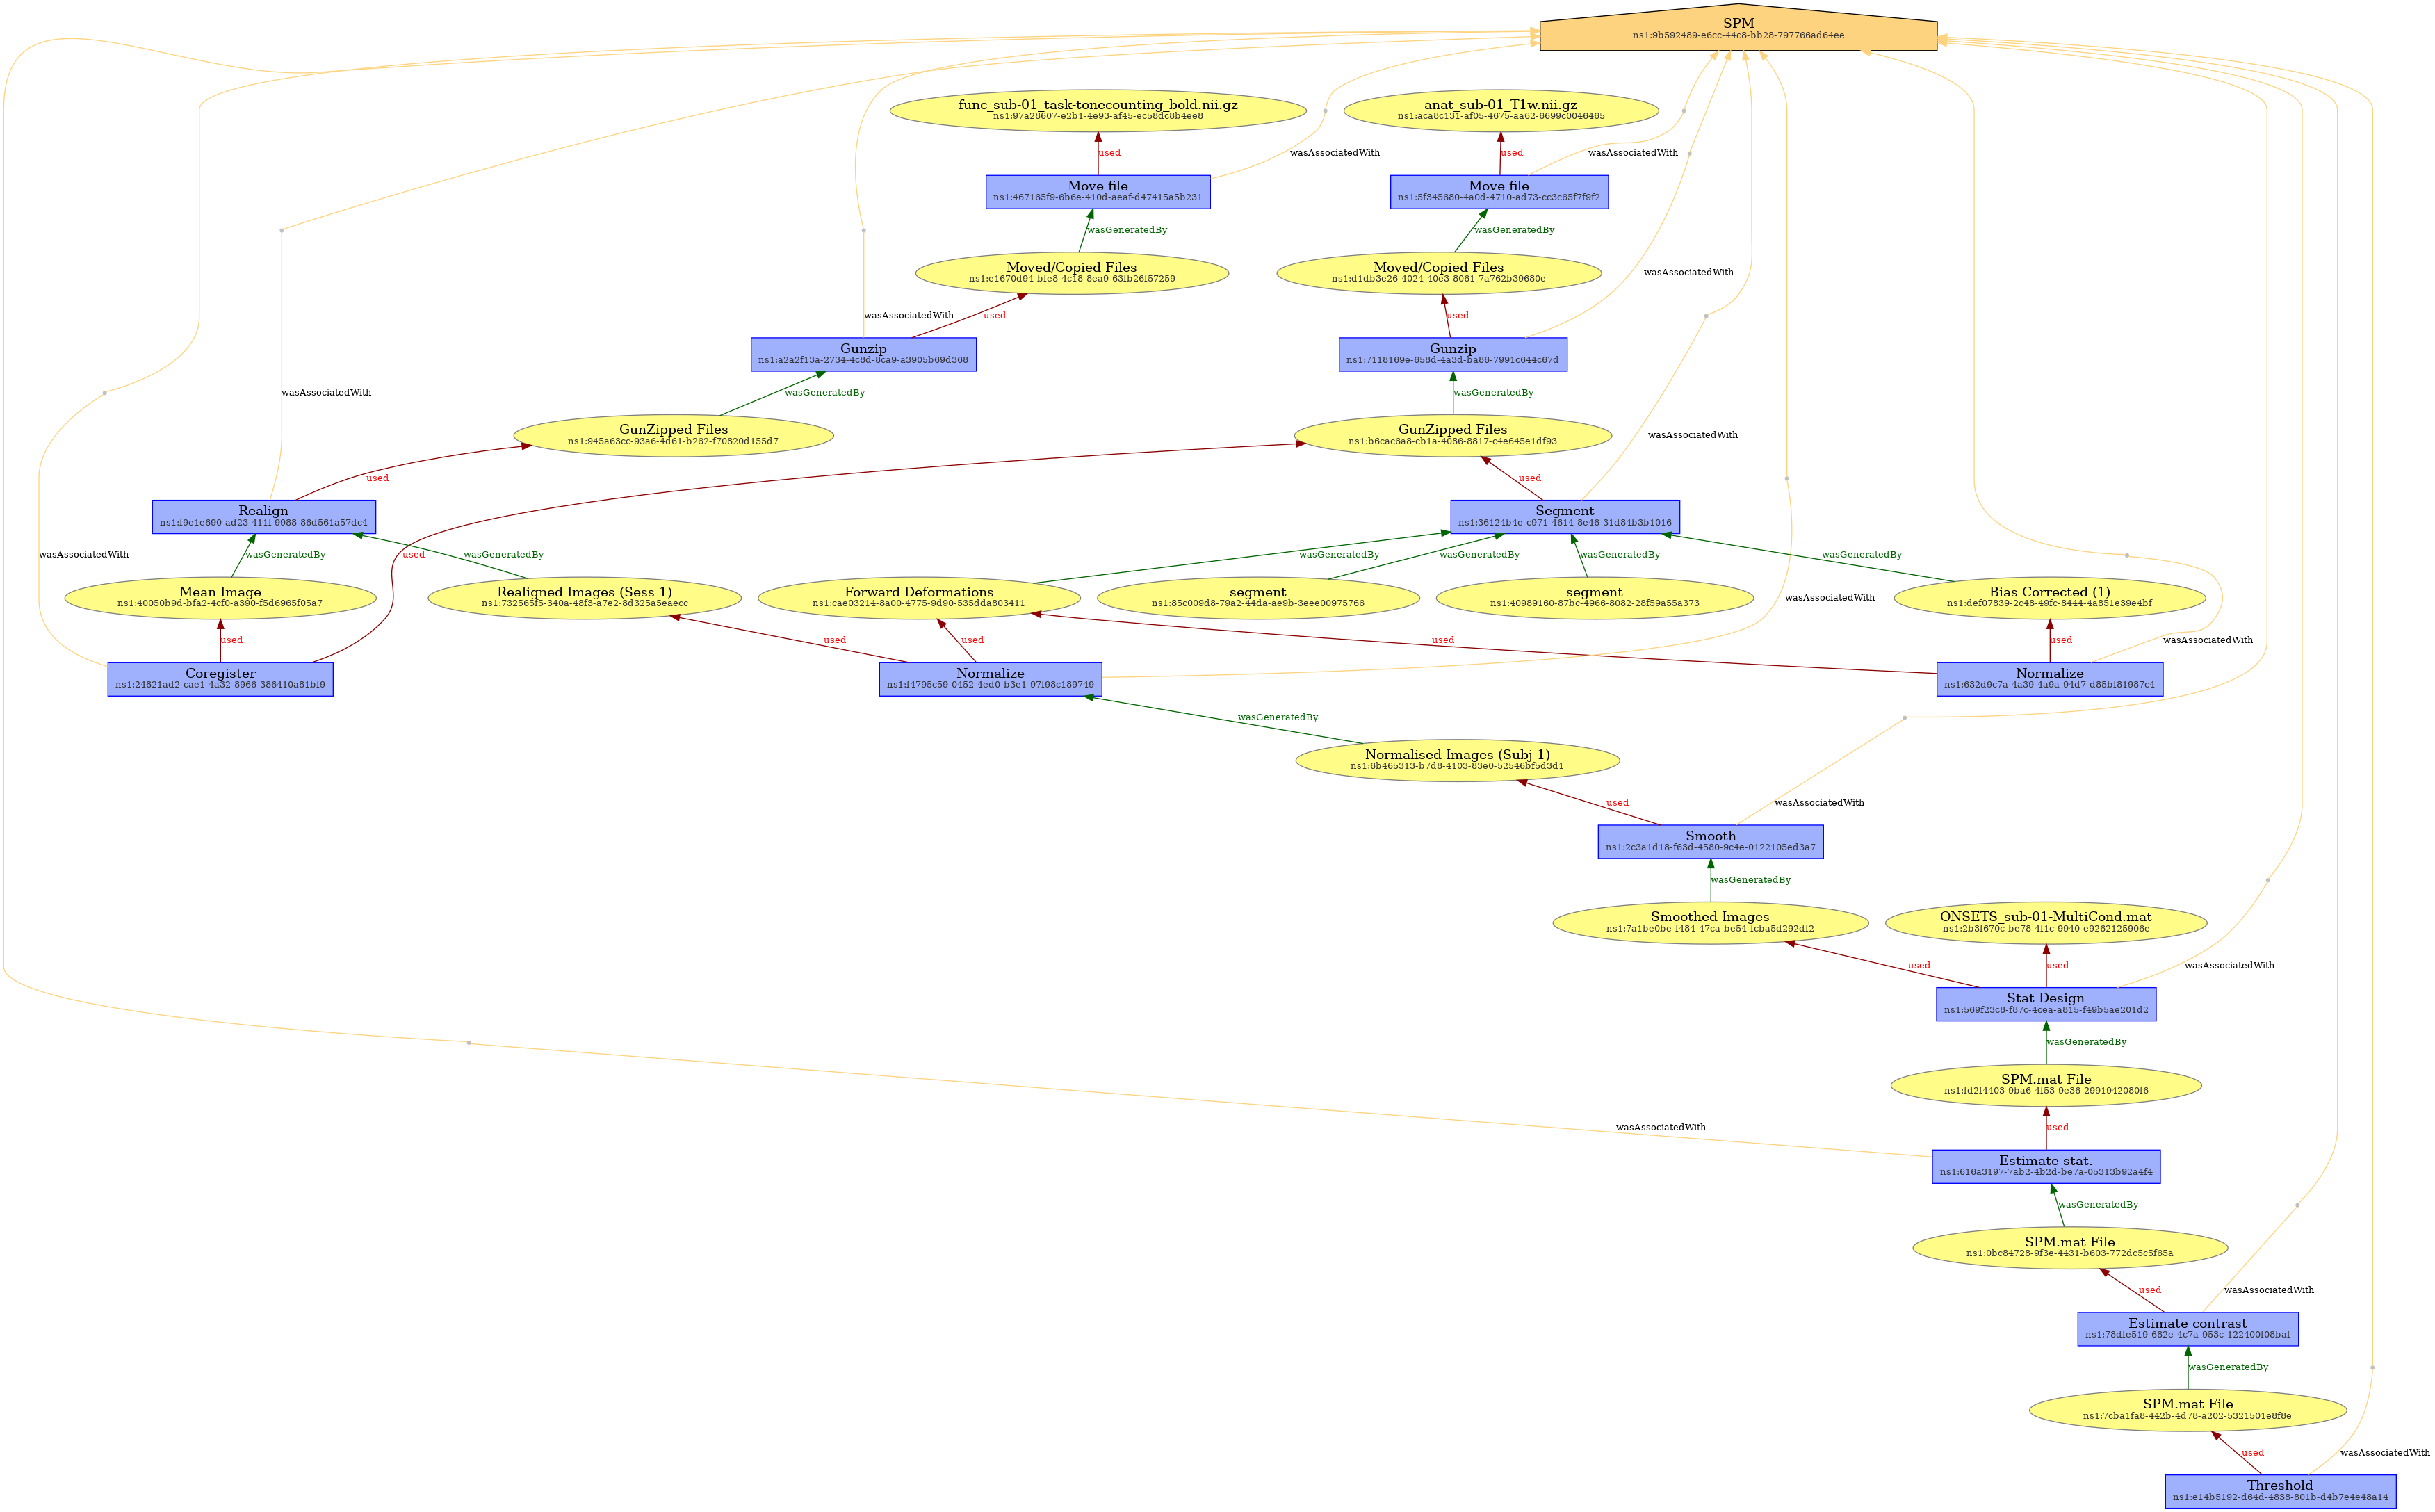 SPM
ns1:9b592489-e6cc-44c8-bb28-797766ad64ee
func_sub-01_task-tonecounting_bold.nii.gz
ns1:97a28607-e2b1-4e93-af45-ec58dc8b4ee8
anat_sub-01_T1w.nii.gz
ns1:aca8c131-af05-4675-aa62-6699c0046465
used
wasAssociatedWith
used
wasAssociatedWith
Move file
ns1:467165f9-6b6e-410d-aeaf-d47415a5b231
Move file
ns1:5f345680-4a0d-4710-ad73-cc3c65f7f9f2
wasGeneratedBy
wasGeneratedBy
Moved/Copied Files
ns1:e1670d94-bfe8-4c18-8ea9-63fb26f57259
Moved/Copied Files
ns1:d1db3e26-4024-40e3-8061-7a762b39680e
wasAssociatedWith
wasAssociatedWith
used
used
Gunzip
ns1:a2a2f13a-2734-4c8d-8ca9-a3905b69d368
Gunzip
ns1:7118169e-658d-4a3d-ba86-7991c644c67d
wasAssociatedWith
wasGeneratedBy
wasGeneratedBy
GunZipped Files
ns1:945a63cc-93a6-4d61-b262-f70820d155d7
GunZipped Files
ns1:b6cac6a8-cb1a-4086-8817-c4e645e1df93
wasAssociatedWith
used
used
Realign
ns1:f9e1e690-ad23-411f-9988-86d561a57dc4
Segment
ns1:36124b4e-c971-4614-8e46-31d84b3b1016
wasAssociatedWith
wasGeneratedBy
used
wasGeneratedBy
wasGeneratedBy
wasGeneratedBy
wasGeneratedBy
wasGeneratedBy
Mean Image
ns1:40050b9d-bfa2-4cf0-a390-f5d6965f05a7
Realigned Images (Sess 1)
ns1:732565f5-340a-48f3-a7e2-8d325a5eaecc
Forward Deformations
ns1:cae03214-8a00-4775-9d90-535dda803411
segment
ns1:85c009d8-79a2-44da-ae9b-3eee00975766
segment
ns1:40989160-87bc-4966-8082-28f59a55a373
Bias Corrected (1)
ns1:def07839-2c48-49fc-8444-4a851e39e4bf
wasAssociatedWith
used
used
used
used
used
wasAssociatedWith
Coregister
ns1:24821ad2-cae1-4a32-8966-386410a81bf9
Normalize
ns1:f4795c59-0452-4ed0-b3e1-97f98c189749
Normalize
ns1:632d9c7a-4a39-4a9a-94d7-d85bf81987c4
wasGeneratedBy
Normalised Images (Subj 1)
ns1:6b465313-b7d8-4103-83e0-52546bf5d3d1
used
wasAssociatedWith
Smooth
ns1:2c3a1d18-f63d-4580-9c4e-0122105ed3a7
wasGeneratedBy
Smoothed Images
ns1:7a1be0be-f484-47ca-be54-fcba5d292df2
ONSETS_sub-01-MultiCond.mat
ns1:2b3f670c-be78-4f1c-9940-e9262125906e
used
used
wasAssociatedWith
Stat Design
ns1:569f23c8-f87c-4cea-a815-f49b5ae201d2
wasGeneratedBy
SPM.mat File
ns1:fd2f4403-9ba6-4f53-9e36-2991942080f6
wasAssociatedWith
used
Estimate stat.
ns1:616a3197-7ab2-4b2d-be7a-05313b92a4f4
wasGeneratedBy
SPM.mat File
ns1:0bc84728-9f3e-4431-b603-772dc5c5f65a
used
wasAssociatedWith
Estimate contrast
ns1:78dfe519-682e-4c7a-953c-122400f08baf
wasGeneratedBy
SPM.mat File
ns1:7cba1fa8-442b-4d78-a202-5321501e8f8e
used
wasAssociatedWith
Threshold
ns1:e14b5192-d64d-4838-801b-d4b7e4e48a14